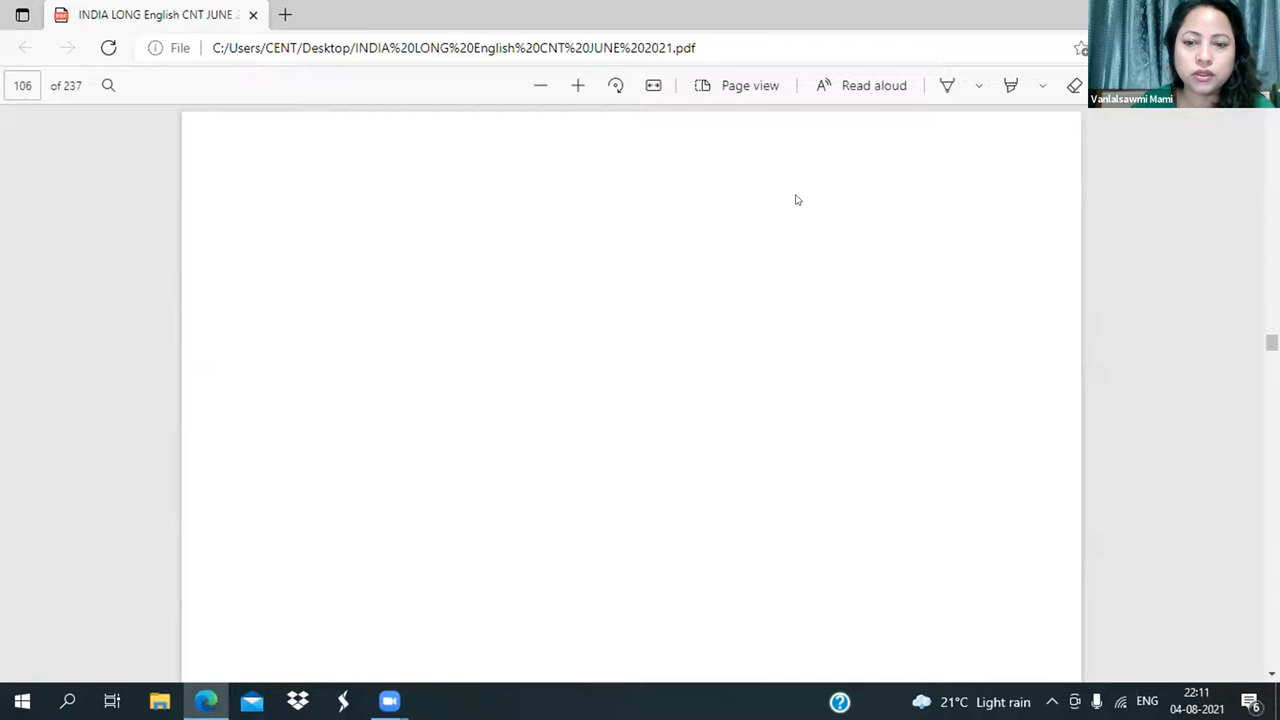 INDIA LONG English CNT JUNE 2
File
C:/Users/CENT/Desktop/INDIA%20LONG%20English%20CNT%20JUNE%202021.pdf
106 of 237
Page view
Read aloud
Vanlalsawmi Mami
21°C Light rain
ENG
22:11
04-08-2021
6